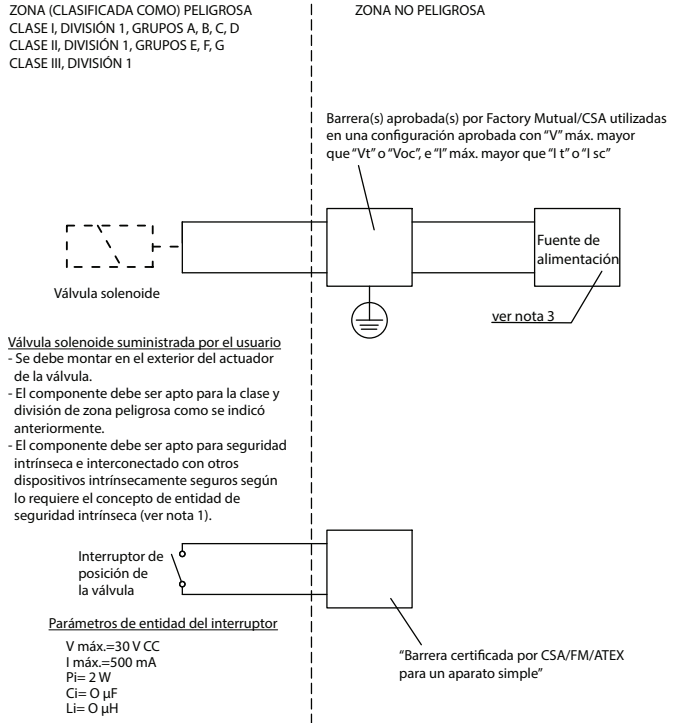 ZONA (CLASIFICADA COMO) PELIGROSA
CLASE I, DIVISIÓN 1, GRUPOS A, B, C, D
CLASE II, DIVISIÓN 1, GRUPOS E, F, G
CLASE III, DIVISIÓN 1
ZONA NO PELIGROSA
Barrera(s) aprobada(s) por Factory Mutual/CSA utilizadas
en una configuración aprobada con “V” máx. mayor
que “Vt” o “Voc”, e “I” máx. mayor que “I t” o “I sc”
Fuente de
alimentación
Válvula solenoide
ver nota 3
Válvula solenoide suministrada por el usuario
- Se debe montar en el exterior del actuador
de la válvula.
- El componente debe ser apto para la clase y
división de zona peligrosa como se indicó
anteriormente.
- El componente debe ser apto para seguridad
intrínseca e interconectado con otros
dispositivos intrínsecamente seguros según
lo requiere el concepto de entidad de
seguridad intrínseca (ver nota 1).
Interruptor de
posición de
la válvula
Parámetros de entidad del interruptor
V máx.=30 V CC
I máx.=500 mA
Pi= 2 W
Ci= O µF
Li= O µH
“Barrera certificada por CSA/FM/ATEX
para un aparato simple”